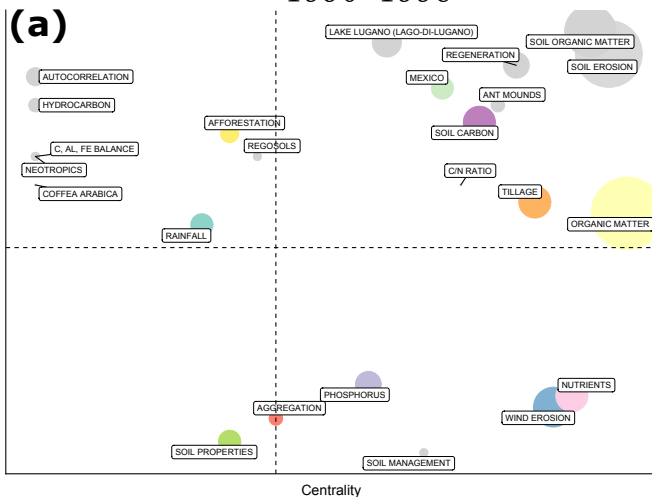 (a)
LAKE LUGANO (LAGO-DI-LUGANO)
SOIL ORGANIC MATTER
REGENERATION
SOIL EROSION
AUTOCORRELATION
MEXICO
ANT MOUNDS
HYDROCARBON
AFFORESTATION
SOIL CARBON
C, AL, FE BALANCE
REGOSOLS
NEOTROPICS
C/N RATIO
COFFEA ARABICA
TILLAGE
ORGANIC MATTER
RAINFALL
NUTRIENTS
PHOSPHORUS
AGGREGATION
WIND EROSION
SOIL PROPERTIES
SOIL MANAGEMENT
Centrality